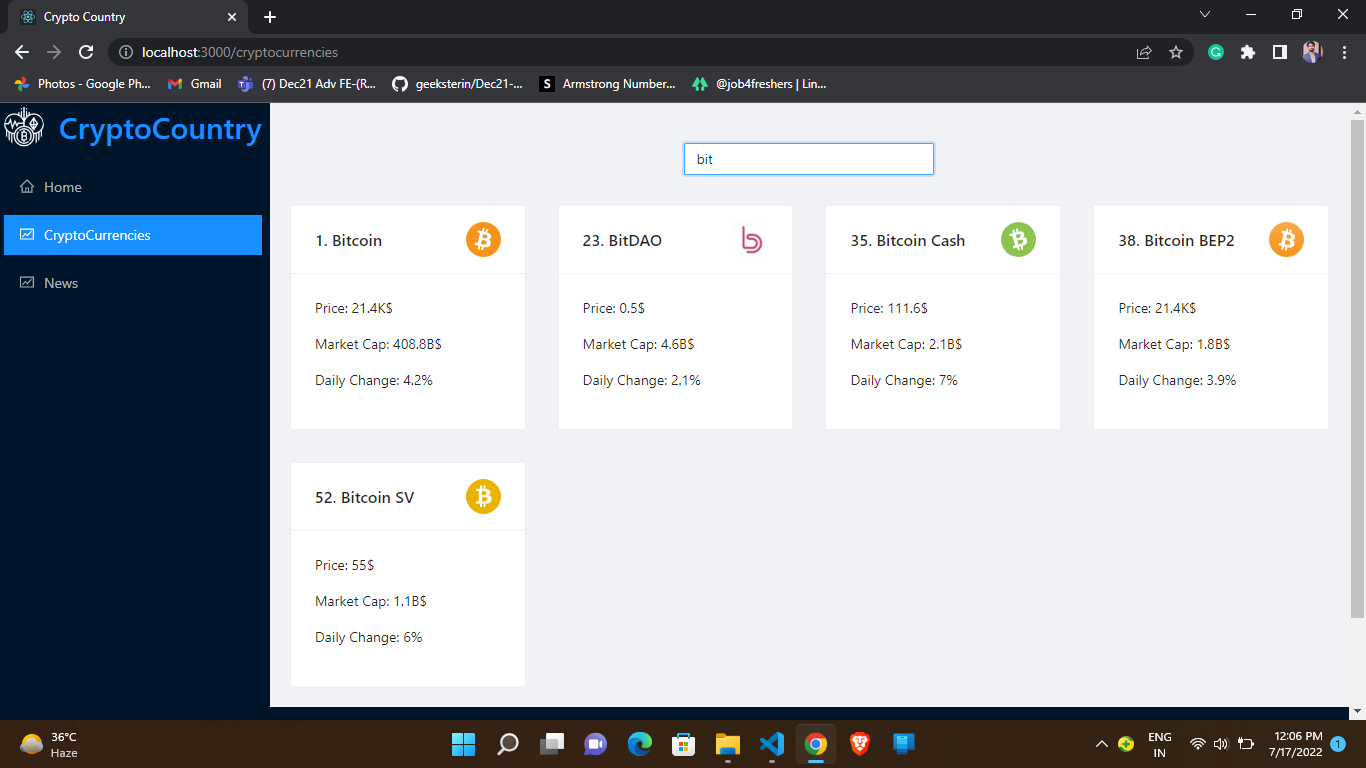 Crypto Country
localhost:3000/cryptocurrencies
Photos - Google Ph...
Gmail
(7) Dec21 Adv FE-(R...
geeksterin/Dec21-...
S
Armstrong Number...
@job4freshers | Lin...
CryptoCountry
Home
CryptoCurrencies
News
bit
1. Bitcoin
Price: 21.4K$
Market Cap: 408.8B$
Daily Change: 4.2%
23. BitDAO
Price: 0.5$
Market Cap: 4.6B$
Daily Change: 2.1%
35. Bitcoin Cash
Price: 111.6$
Market Cap: 2.1B$
Daily Change: 7%
38. Bitcoin BEP2
Price: 21.4K$
Market Cap: 1.8B$
Daily Change: 3.9%
52. Bitcoin SV
Price: 55$
Market Cap: 1.1B$
Daily Change: 6%
36°C
Haze
ENG
IN
12:06 PM
7/17/2022
1